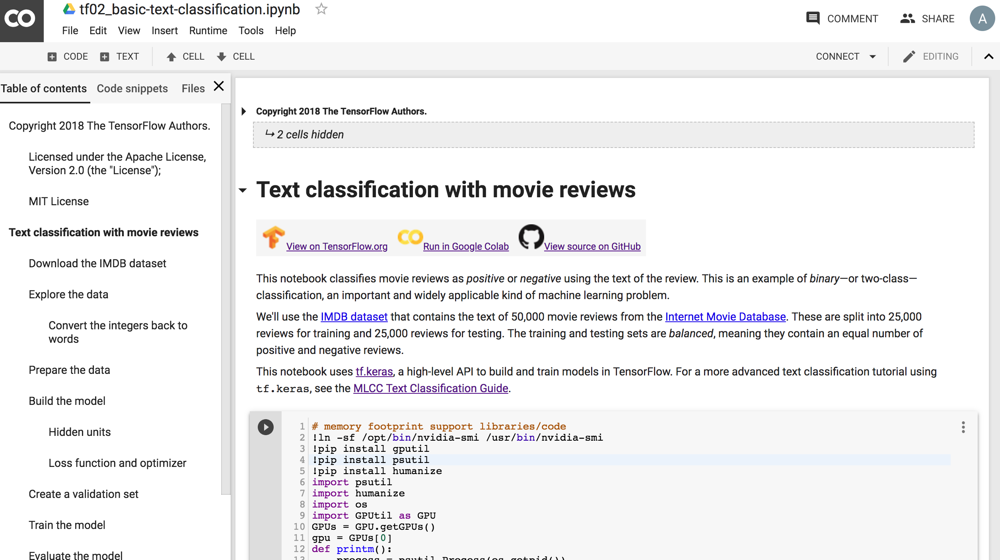 CO
tf02_basic-text-classification.ipynb
File Edit View Insert Runtime Tools Help
COMMENT SHARE A
CODE TEXT CELL CELL CONNECT EDITING
Table of contents Code snippets Files
Copyright 2018 The TensorFlow Authors.
Licensed under the Apache License,
Version 2.0 (the "License");
MIT License
Text classification with movie reviews
Download the IMDB dataset
Explore the data
Convert the integers back to
words
Prepare the data
Build the model
Hidden units
Loss function and optimizer
Create a validation set
Train the model
Evaluate the model
Copyright 2018 The TensorFlow Authors.
2 cells hidden
Text classification with movie reviews
View on TensorFlow.org Run in Google Colab View source on GitHub
This notebook classifies movie reviews as positive or negative using the text of the review. This is an example of binary—or two-class—
classification, an important and widely applicable kind of machine learning problem.
We'll use the IMDB dataset that contains the text of 50,000 movie reviews from the Internet Movie Database. These are split into 25,000
reviews for training and 25,000 reviews for testing. The training and testing sets are balanced, meaning they contain an equal number of
positive and negative reviews.
This notebook uses tf.keras, a high-level API to build and train models in TensorFlow. For a more advanced text classification tutorial using
tf.keras, see the MLCC Text Classification Guide.
1 # memory footprint support libraries/code
2 !ln -sf /opt/bin/nvidia-smi /usr/bin/nvidia-smi
3 !pip install gputil
4 !pip install psutil
5 !pip install humanize
6 import psutil
7 import humanize
8 import os
9 import GPUtil as GPU
10 GPUs = GPU.getGPUs()
11 gpu = GPUs[0]
12 def printm():
13 process = psutil.Process(os.getpid())